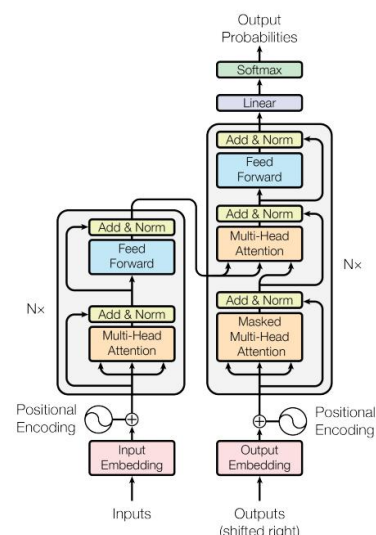 Output
Probabilities
Softmax
Linear
Add & Norm
Feed
Forward
Add & Norm
Multi-Head
Attention
Nx
Add & Norm
Masked
Multi-Head
Attention
Add & Norm
Feed
Forward
Nx
Add & Norm
Multi-Head
Attention
Positional
Encoding
Positional
Encoding
Input
Embedding
Output
Embedding
Inputs
Outputs
(shifted right)